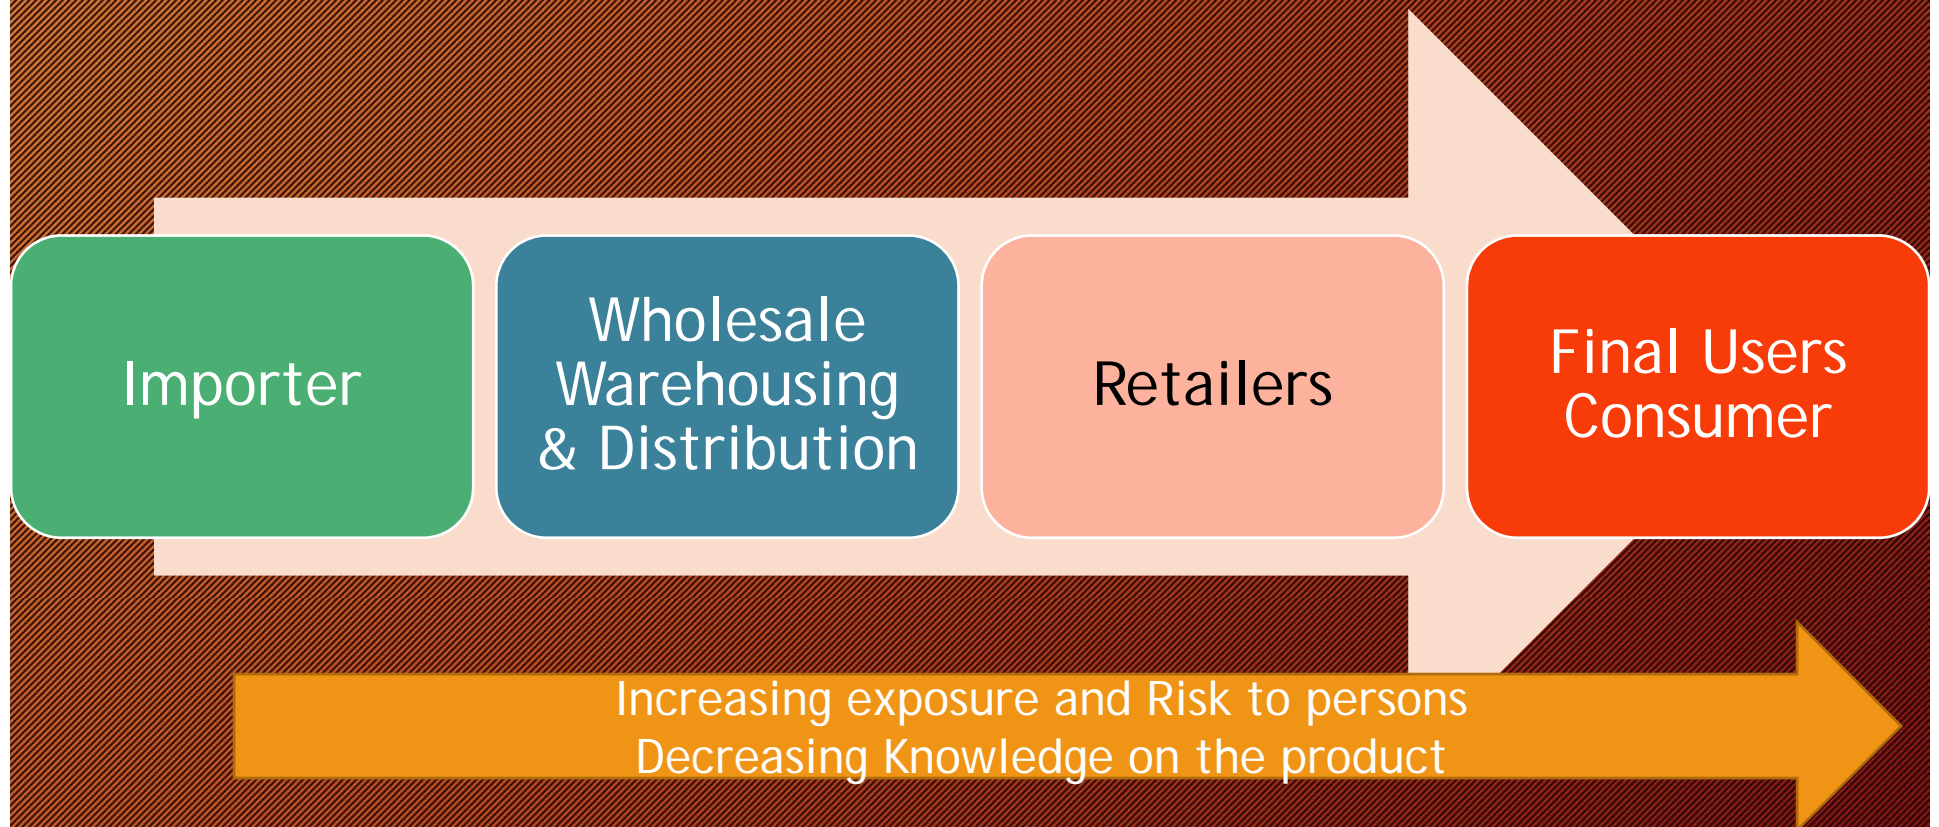 Importer
Wholesale
Warehousing
& Distribution
Retailers
Final Users
Consumer
Increasing exposure and Risk to persons
Decreasing Knowledge on the product